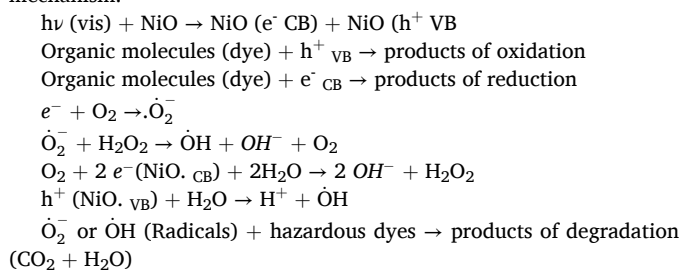 hν (vis) + NiO → NiO (e⁻ CB) + NiO (h⁺ VB
Organic molecules (dye) + h⁺ VB → products of oxidation
Organic molecules (dye) + e⁻ CB → products of reduction
e⁻ + O₂ →.Ȯ₂⁻
Ȯ₂⁻ + H₂O₂ → ȮH + OH⁻ + O₂
O₂ + 2 e⁻(NiO. CB) + 2H₂O → 2 OH⁻ + H₂O₂
h⁺ (NiO. VB) + H₂O → H⁺ + ȮH
Ȯ₂⁻ or ȮH (Radicals) + hazardous dyes → products of degradation
(CO₂ + H₂O)